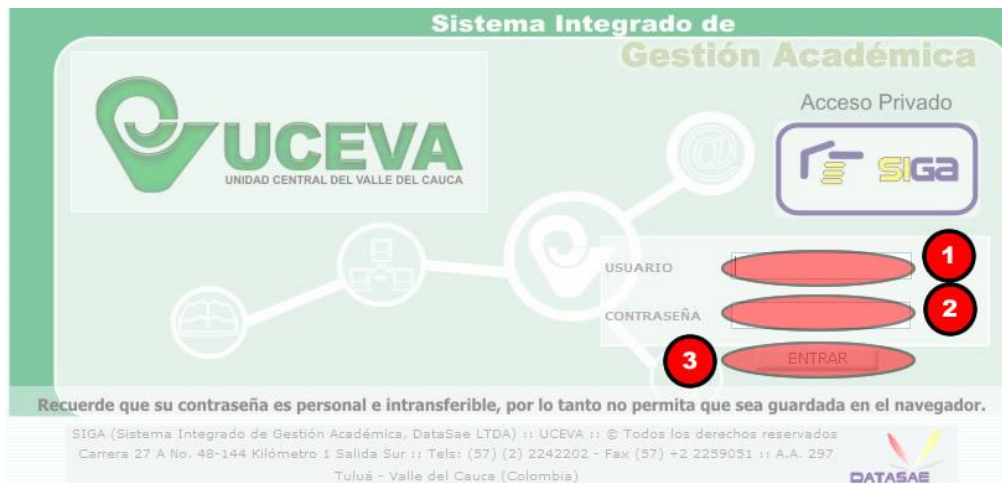 Sistema Integrado de
Gestión Académica
Acceso Privado
UCEVA
UNIDAD CENTRAL DEL VALLE DEL CAUCA
SIGa
@
USUARIO
1
CONTRASEÑA
2
3
ENTRAR
Recuerde que su contraseña es personal e intransferible, por lo tanto no permita que sea guardada en el navegador.
SIGA (Sistema Integrado de Gestión Académica, DataSae LTDA) :: UCEVA :: © Todos los derechos reservados
Carrera 27 A No. 48-144 Kilómetro 1 Salida Sur :: Tels: (57) (2) 2242202 - Fax (57) +2 2259051 :: A.A. 297
Tuluá - Valle del Cauca (Colombia)
DATASAE